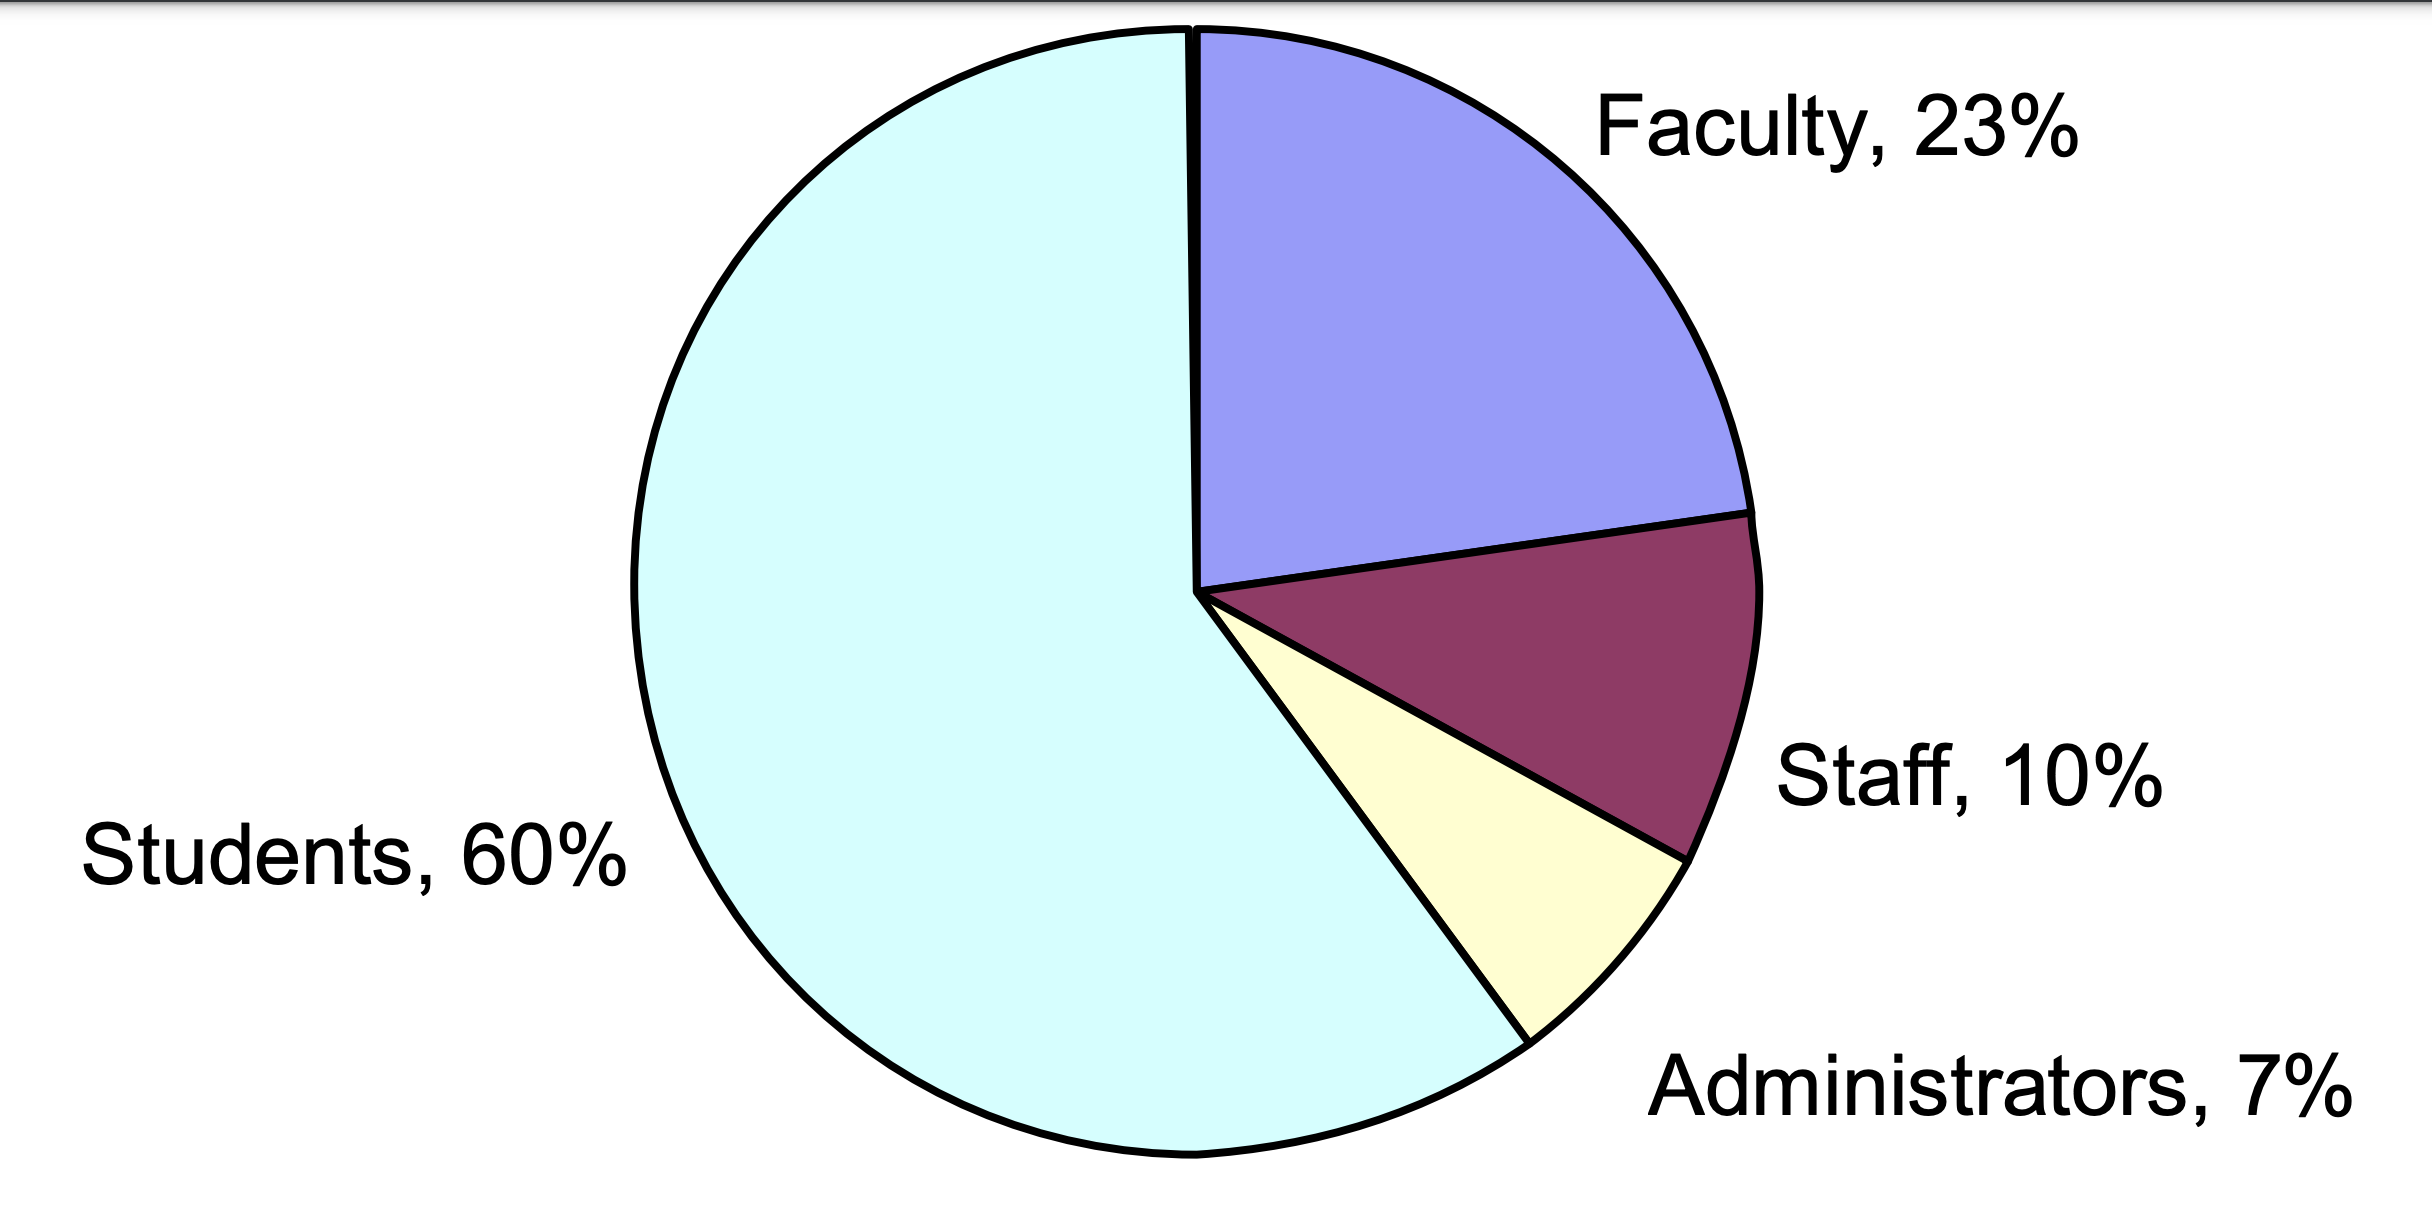 Faculty, 23%
Staff, 10%
Students, 60%
Administrators, 7%